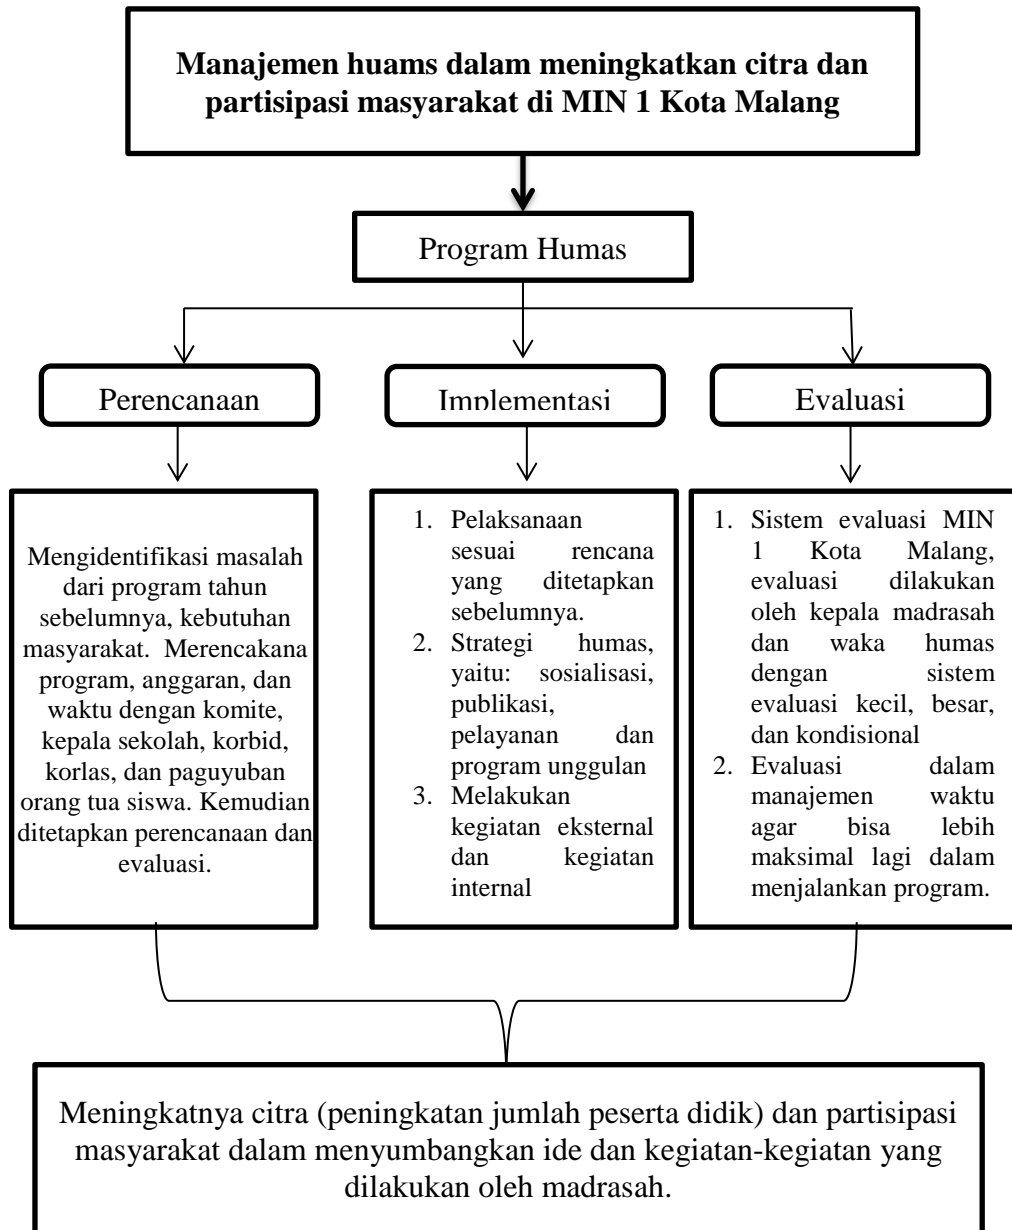 Manajemen huams dalam meningkatkan citra dan
partisipasi masyarakat di MIN 1 Kota Malang
Program Humas
Perencanaan
Implementasi
Evaluasi
Mengidentifikasi masalah
dari program tahun
sebelumnya, kebutuhan
masyarakat. Merencakana
program, anggaran, dan
waktu dengan komite,
kepala sekolah, korbid,
korlas, dan paguyuban
orang tua siswa. Kemudian
ditetapkan perencanaan dan
evaluasi.
1. Pelaksanaan
sesuai rencana
yang ditetapkan
sebelumnya.
2. Strategi humas,
yaitu: sosialisasi,
publikasi,
pelayanan dan
program unggulan
3. Melakukan
kegiatan eksternal
dan kegiatan
internal
1. Sistem evaluasi MIN
1 Kota Malang,
evaluasi dilakukan
oleh kepala madrasah
dan waka humas
dengan sistem
evaluasi kecil, besar,
dan kondisional
2. Evaluasi dalam
manajemen waktu
agar bisa lebih
maksimal lagi dalam
menjalankan program.
Meningkatnya citra (peningkatan jumlah peserta didik) dan partisipasi
masyarakat dalam menyumbangkan ide dan kegiatan-kegiatan yang
dilakukan oleh madrasah.